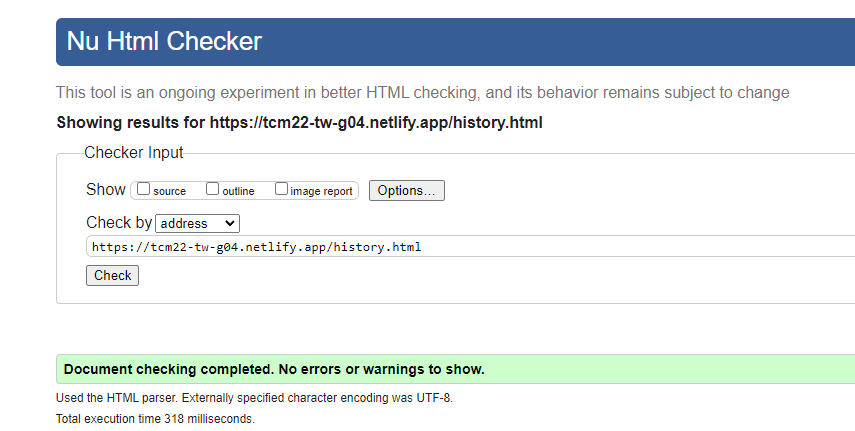 Nu Html Checker
This tool is an ongoing experiment in better HTML checking, and its behavior remains subject to change
Showing results for https://tcm22-tw-g04.netlify.app/history.html
Checker Input
Show source outline image report Options...
Check by address
https://tcm22-tw-g04.netlify.app/history.html
Check
Document checking completed. No errors or warnings to show.
Used the HTML parser. Externally specified character encoding was UTF-8.
Total execution time 318 milliseconds.